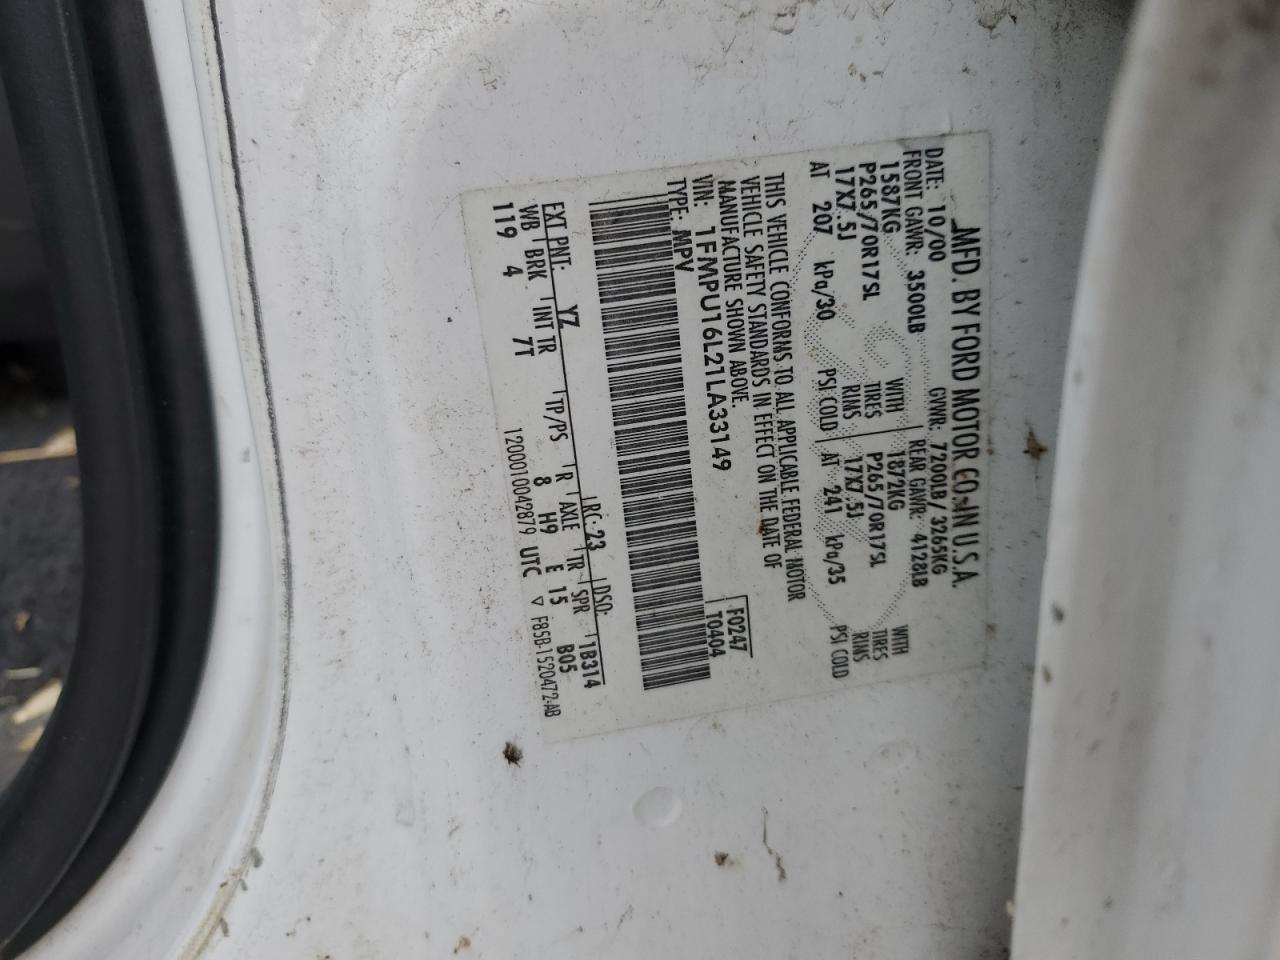 MFD. BY FORD MOTOR CO. IN U.S.A.
DATE: 10/00 GVWR: 7200LB / 3265KG
FRONT GAWR: 3500LB REAR GAWR: 4128LB
1587KG WITH 1872KG WITH
P265/70R17SL TIRES P265/70R17SL TIRES
17X7.5J RIMS 17X7.5J RIMS
AT 207 kPa/30 PSI COLD AT 241 kPa/35 PSI COLD
THIS VEHICLE CONFORMS TO ALL APPLICABLE FEDERAL MOTOR
VEHICLE SAFETY STANDARDS IN EFFECT ON THE DATE OF
MANUFACTURE SHOWN ABOVE.
VIN: 1FMPU16L21LA33149 F0247
TYPE: MPV T0404
EXT PNT: YZ RC: 23 DSO: 1B314
WB BRK INT TR TP/PS R AXLE TR SPR
119 4 7T 8 H9 E 15 B05
1200010042879 UTC ▽ F85B-1520472-AB